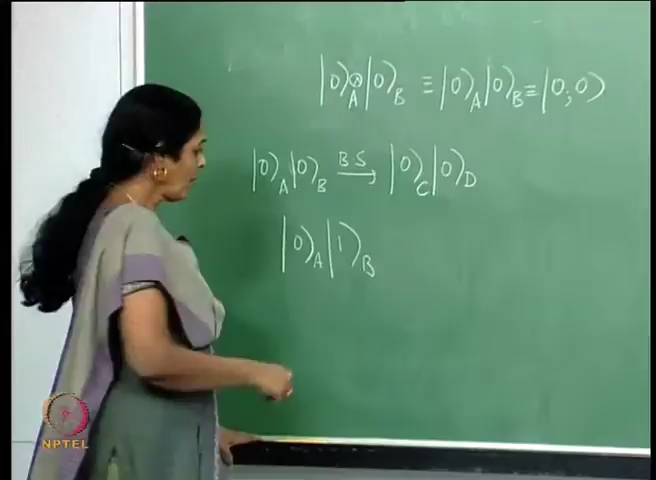 |0⟩_A ⊗ |0⟩_B ≡ |0⟩_A |0⟩_B ≡ |0; 0⟩
|0⟩_A |0⟩_B —BS→ |0⟩_C |0⟩_D
|0⟩_A |1⟩_B
NPTEL